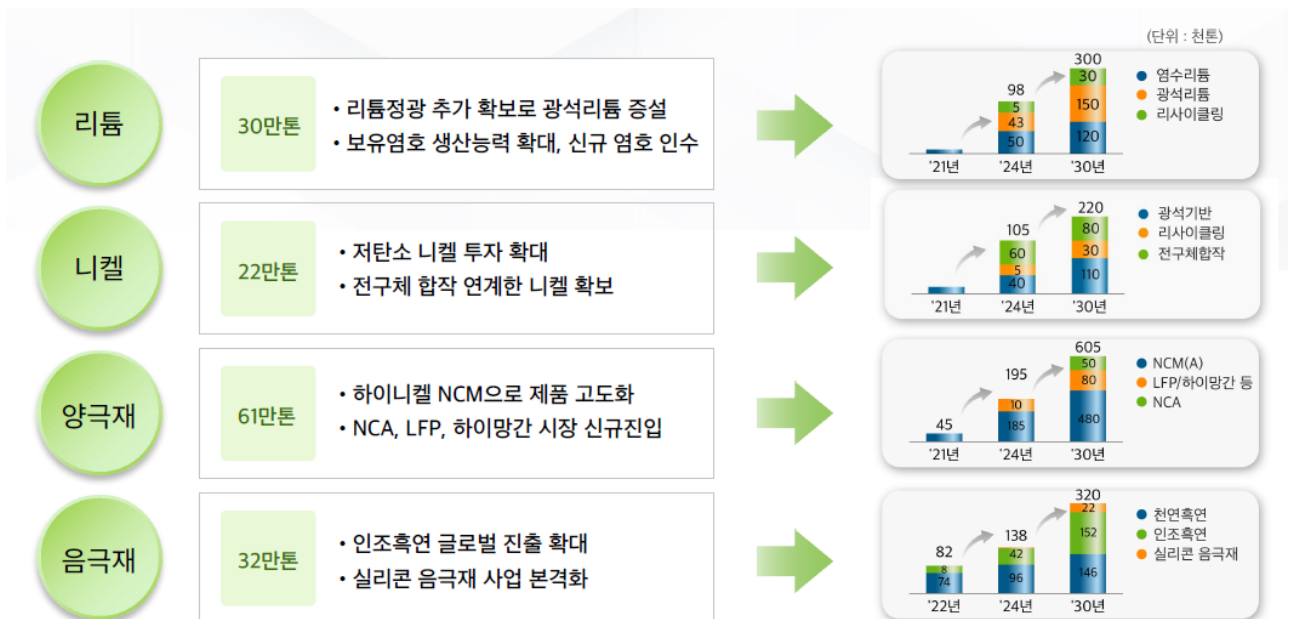 (단위 : 천톤)
리튬
30만톤
• 리튬정광 추가 확보로 광석리튬 증설
• 보유염호 생산능력 확대, 신규 염호 인수
300
30
150
120
98
5
43
50
'21년 '24년 '30년
염수리튬
광석리튬
리사이클링
니켈
22만톤
• 저탄소 니켈 투자 확대
• 전구체 합작 연계한 니켈 확보
220
80
30
110
105
60
5
40
'21년 '24년 '30년
광석기반
리사이클링
전구체합작
양극재
61만톤
• 하이니켈 NCM으로 제품 고도화
• NCA, LFP, 하이망간 시장 신규진입
605
50
80
480
195
10
185
45
'21년 '24년 '30년
NCM(A)
LFP/하이망간 등
NCA
음극재
32만톤
• 인조흑연 글로벌 진출 확대
• 실리콘 음극재 사업 본격화
320
22
152
146
138
42
96
82
8
74
'22년 '24년 '30년
천연흑연
인조흑연
실리콘 음극재